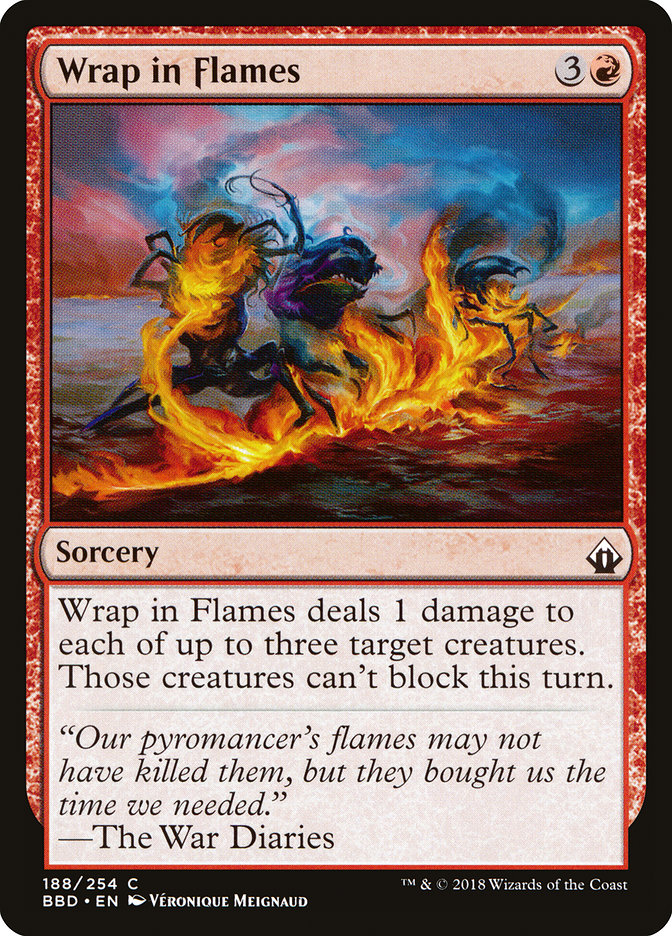 Wrap in Flames 3
Sorcery
Wrap in Flames deals 1 damage to
each of up to three target creatures.
Those creatures can't block this turn.
“Our pyromancer's flames may not
have killed them, but they bought us the
time we needed.”
—The War Diaries
188/254 C
BBD • EN Véronique Meignaud
™ & © 2018 Wizards of the Coast